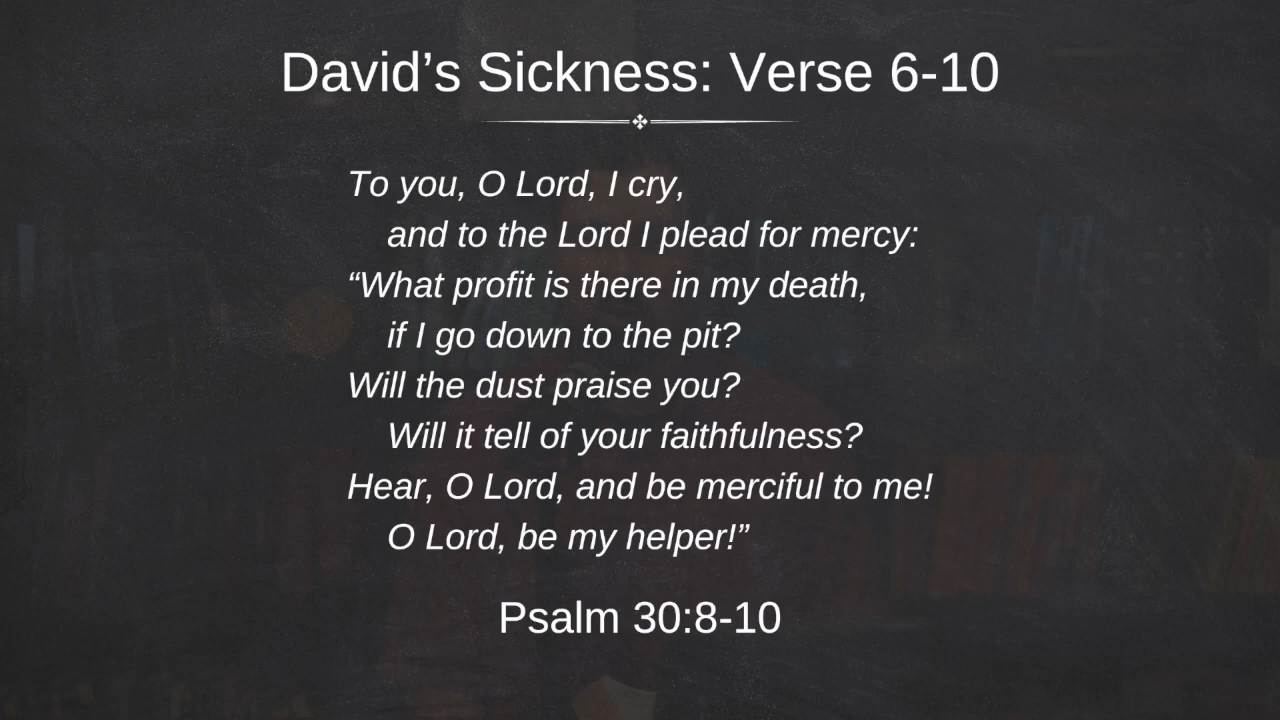 David’s Sickness: Verse 6-10
To you, O Lord, I cry,
and to the Lord I plead for mercy:
“What profit is there in my death,
if I go down to the pit?
Will the dust praise you?
Will it tell of your faithfulness?
Hear, O Lord, and be merciful to me!
O Lord, be my helper!”
Psalm 30:8-10